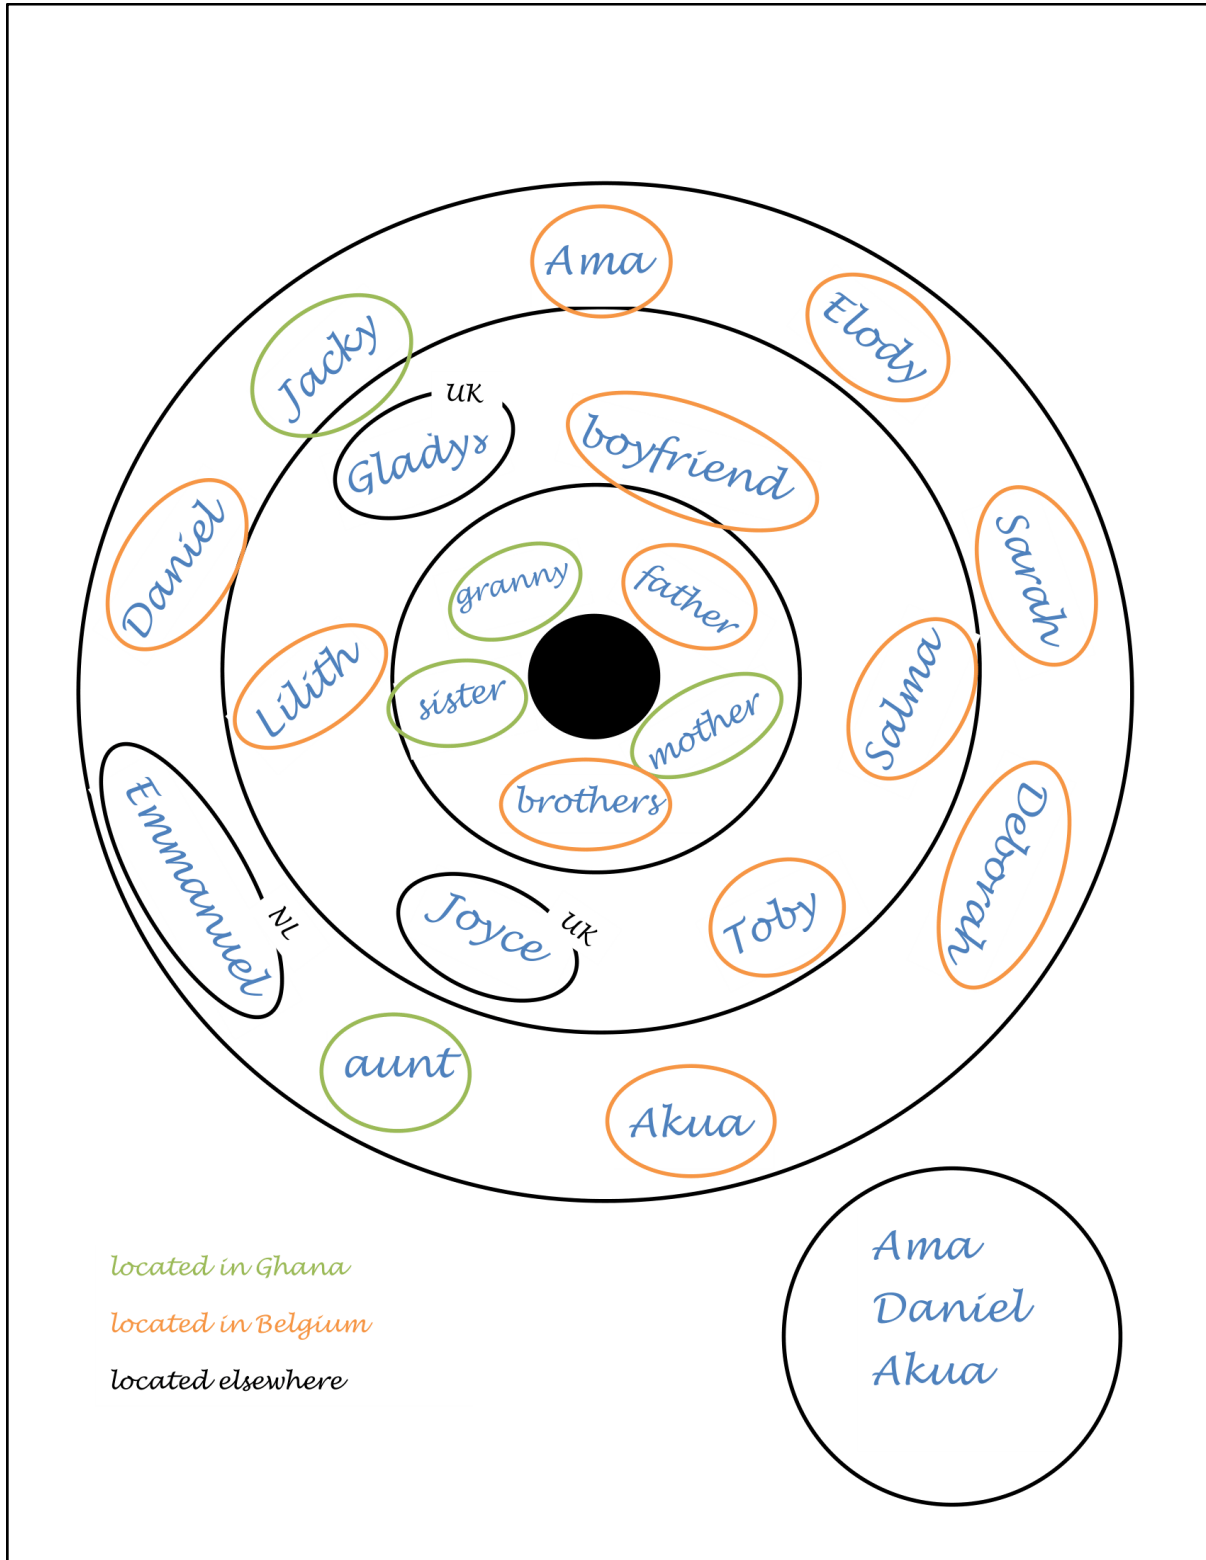 Ama
Elody
Jacky
UK
Gladys
boyfriend
Daniel
Sarah
granny
father
Lilith
sister
mother
Salma
brothers
Emmanuel
NL
Joyce
UK
Toby
Deborah
aunt
Akua
located in Ghana
located in Belgium
located elsewhere
Ama
Daniel
Akua